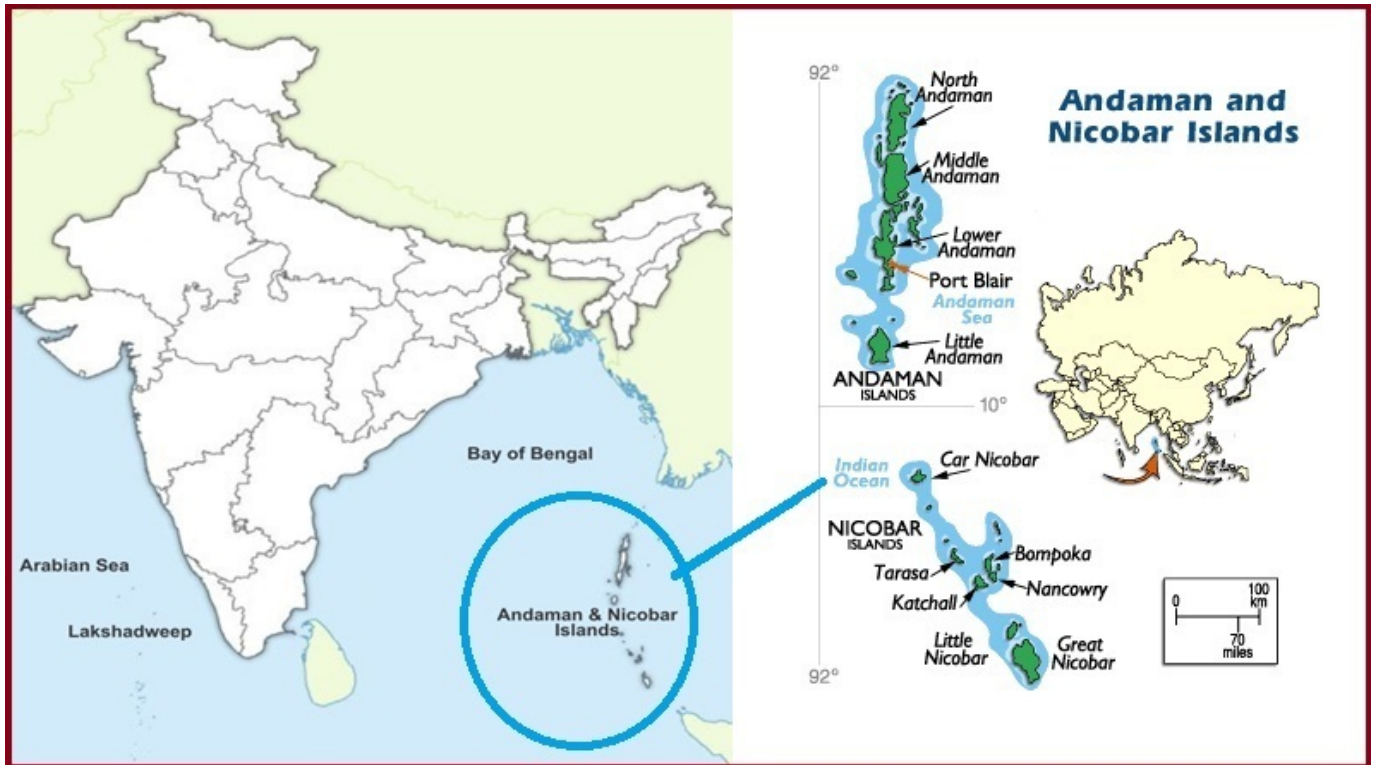 Bay of Bengal
Arabian Sea
Andaman & Nicobar
Islands
Lakshadweep
Andaman and
Nicobar Islands
92°
North
Andaman
Middle
Andaman
Lower
Andaman
Port Blair
Andaman
Sea
Little
Andaman
ANDAMAN
ISLANDS
10°
Indian
Ocean
Car Nicobar
NICOBAR
ISLANDS
Bompoka
Tarasa
Nancowry
Katchall
Little
Nicobar
Great
Nicobar
92°
0
100
km
70
miles